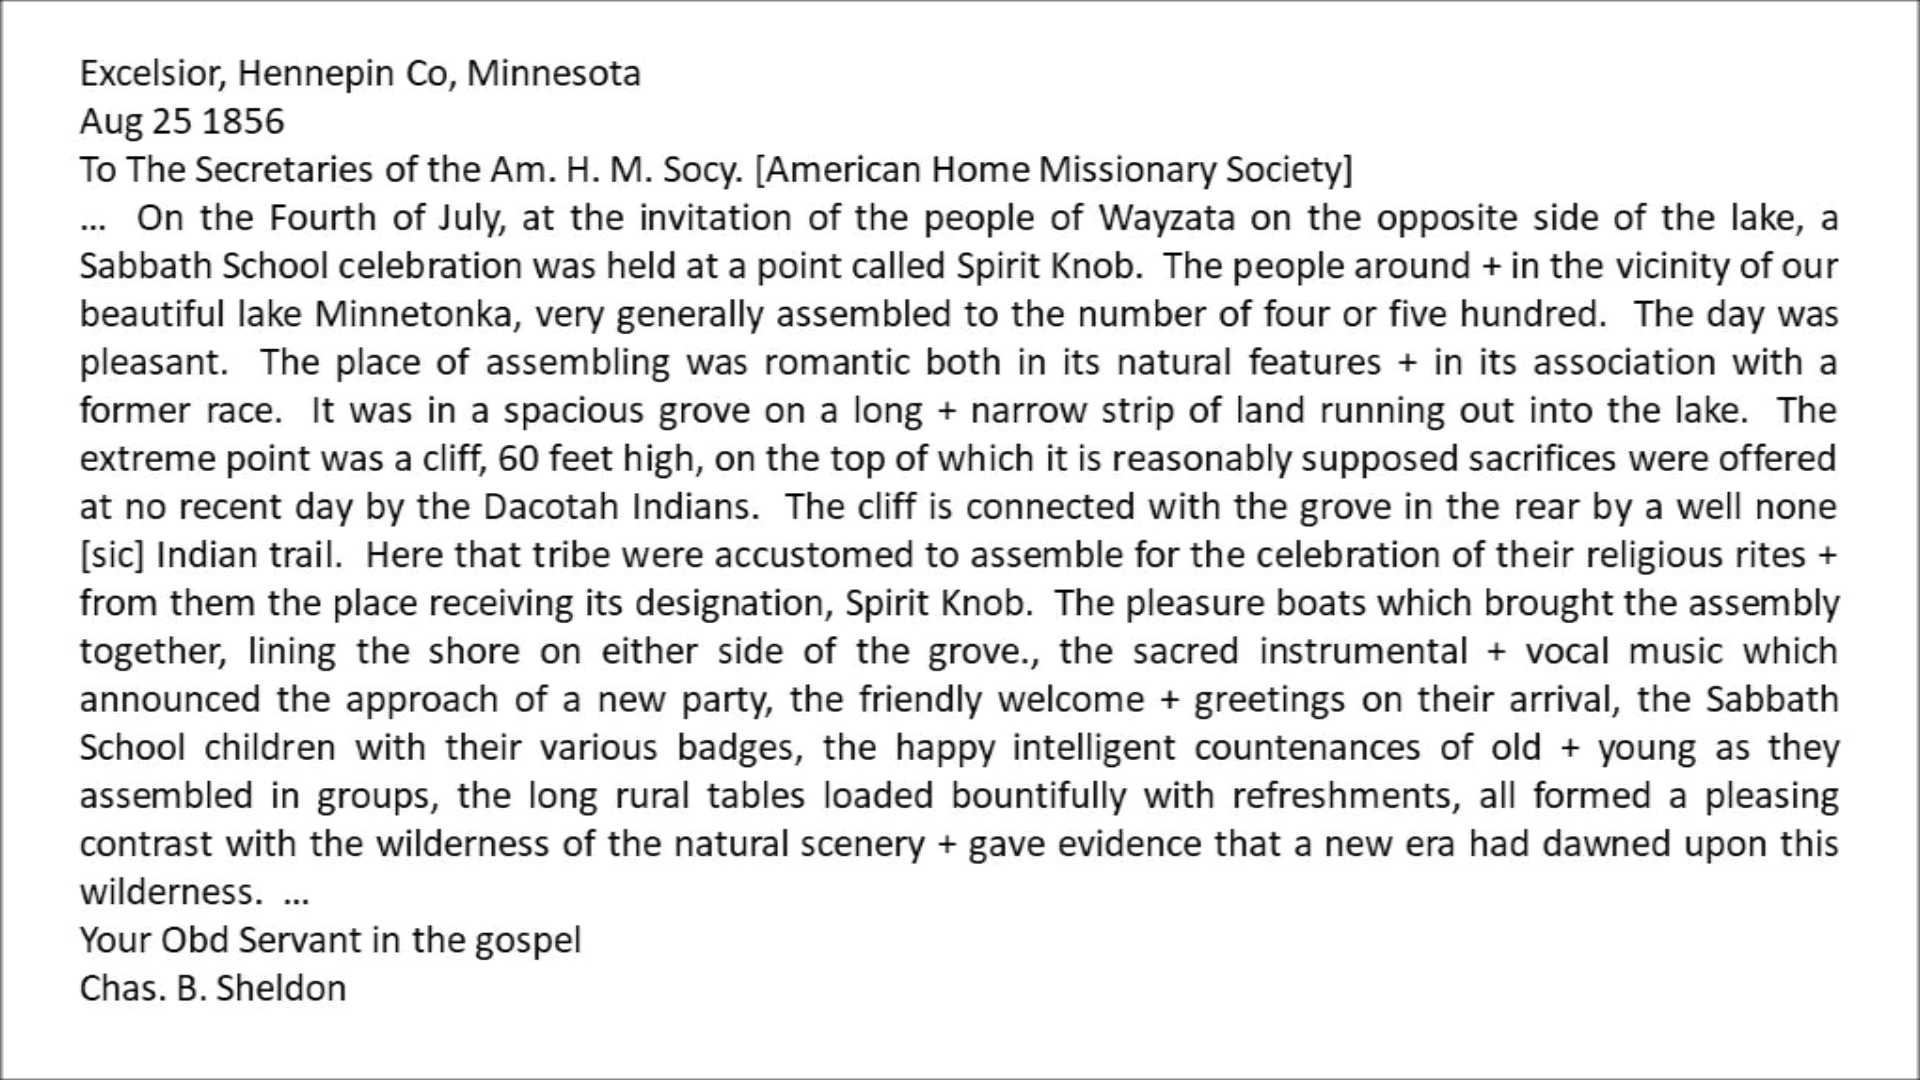 Excelsior, Hennepin Co, Minnesota
Aug 25 1856
To The Secretaries of the Am. H. M. Socy. [American Home Missionary Society]
... On the Fourth of July, at the invitation of the people of Wayzata on the opposite side of the lake, a
Sabbath School celebration was held at a point called Spirit Knob. The people around + in the vicinity of our
beautiful lake Minnetonka, very generally assembled to the number of four or five hundred. The day was
pleasant. The place of assembling was romantic both in its natural features + in its association with a
former race. It was in a spacious grove on a long + narrow strip of land running out into the lake. The
extreme point was a cliff, 60 feet high, on the top of which it is reasonably supposed sacrifices were offered
at no recent day by the Dacotah Indians. The cliff is connected with the grove in the rear by a well none
[sic] Indian trail. Here that tribe were accustomed to assemble for the celebration of their religious rites +
from them the place receiving its designation, Spirit Knob. The pleasure boats which brought the assembly
together, lining the shore on either side of the grove., the sacred instrumental + vocal music which
announced the approach of a new party, the friendly welcome + greetings on their arrival, the Sabbath
School children with their various badges, the happy intelligent countenances of old + young as they
assembled in groups, the long rural tables loaded bountifully with refreshments, all formed a pleasing
contrast with the wilderness of the natural scenery + gave evidence that a new era had dawned upon this
wilderness. ...
Your Obd Servant in the gospel
Chas. B. Sheldon